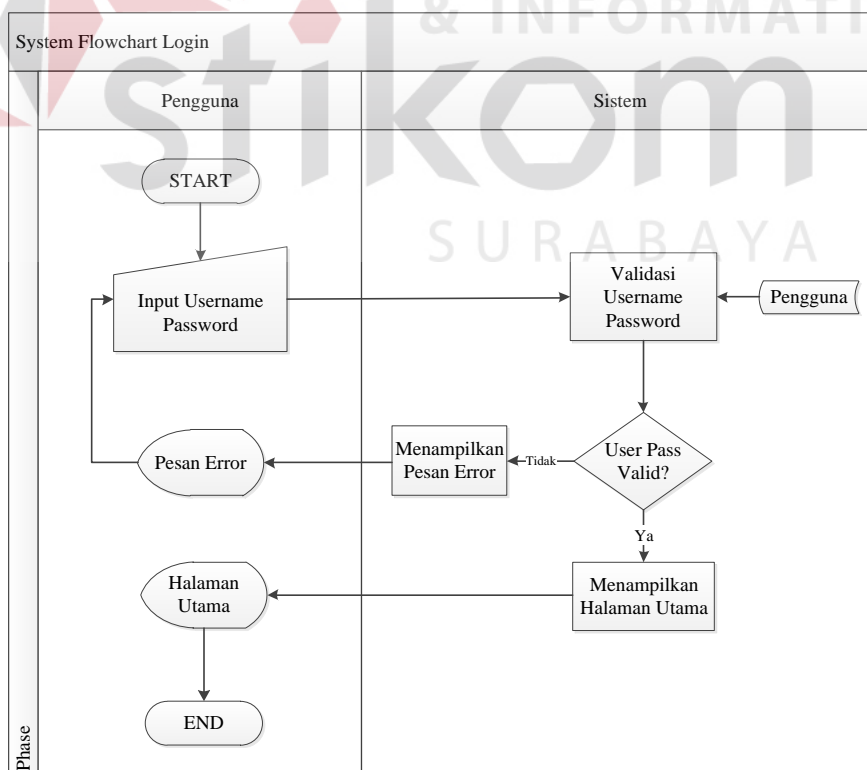 & INFORMATI
System Flowchart Login
stikom
Pengguna
Sistem
SURABAYA
START
Input Username
Password
Validasi
Username
Password
Pengguna
Pesan Error
Menampilkan
Pesan Error
Tidak
User Pass
Valid?
Ya
Halaman
Utama
Menampilkan
Halaman Utama
END
Phase